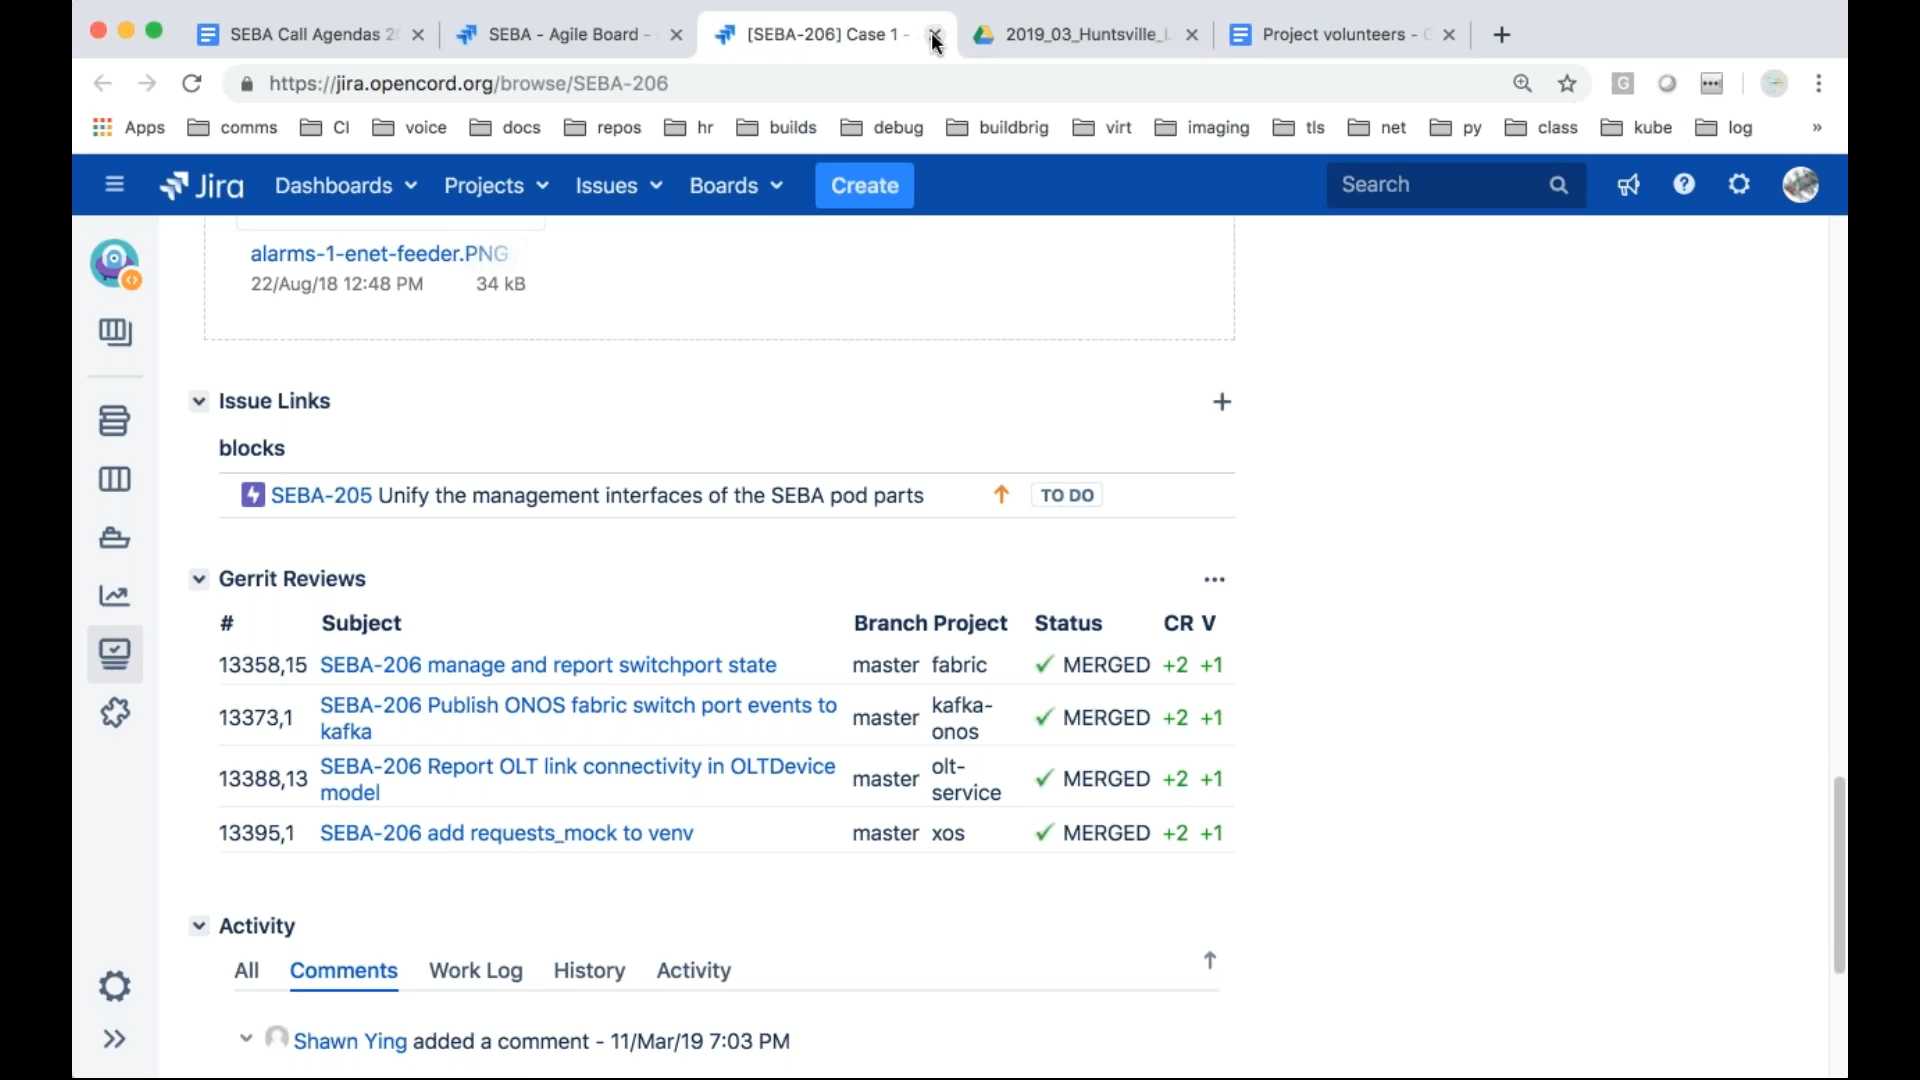 SEBA Call Agendas 2
SEBA - Agile Board -
[SEBA-206] Case 1 -
2019_03_Huntsville_
Project volunteers -
https://jira.opencord.org/browse/SEBA-206
G
Apps comms CI voice docs repos hr builds debug buildbrig virt imaging tls net py class kube log »
Jira Dashboards Projects Issues Boards Create Search
alarms-1-enet-feeder.PNG
22/Aug/18 12:48 PM 34 kB
Issue Links
blocks
SEBA-205 Unify the management interfaces of the SEBA pod parts TO DO
Gerrit Reviews
# Subject Branch Project Status CR V
13358,15 SEBA-206 manage and report switchport state master fabric MERGED +2 +1
13373,1 SEBA-206 Publish ONOS fabric switch port events to kafka master kafka-onos MERGED +2 +1
13388,13 SEBA-206 Report OLT link connectivity in OLTDevice model master olt-service MERGED +2 +1
13395,1 SEBA-206 add requests_mock to venv master xos MERGED +2 +1
Activity
All Comments Work Log History Activity
Shawn Ying added a comment - 11/Mar/19 7:03 PM